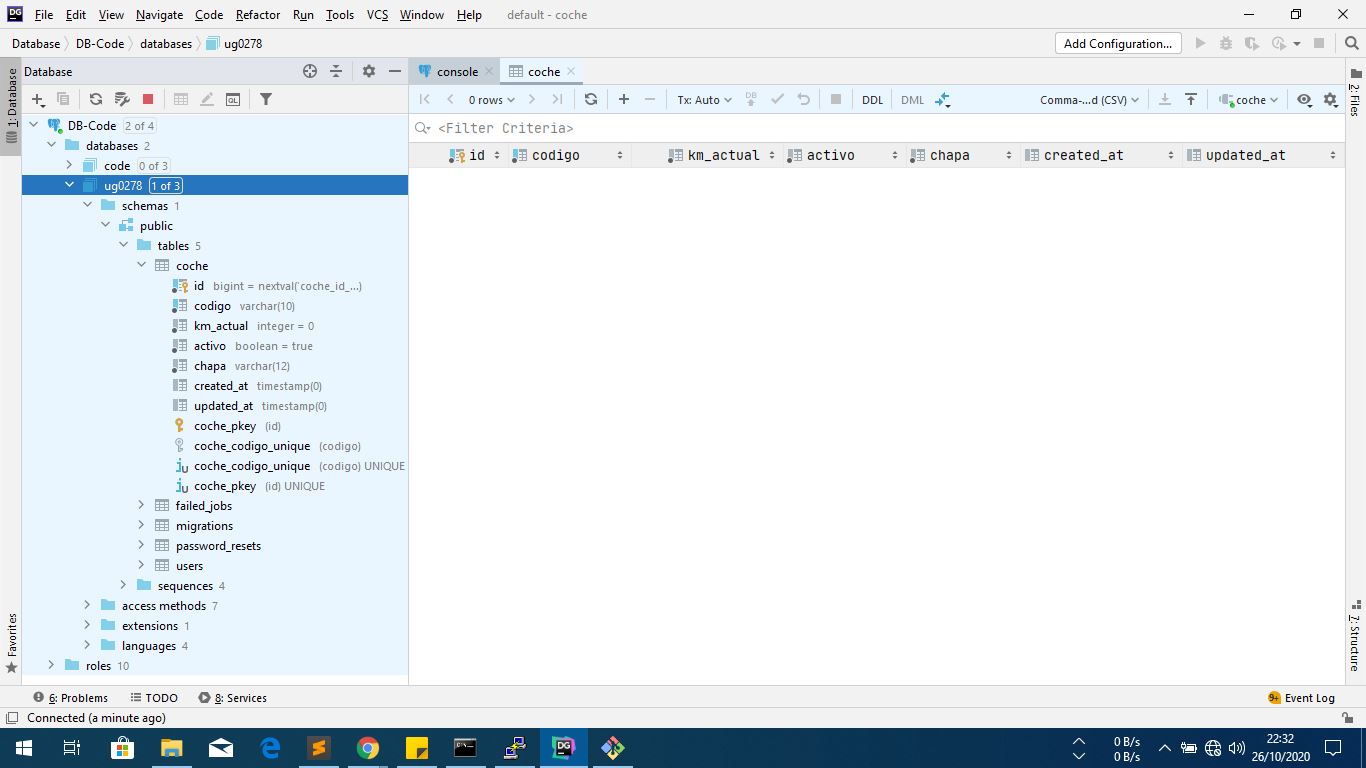 DG File Edit View Navigate Code Refactor Run Tools VCS Window Help default - coche
Database DB-Code databases ug0278 Add Configuration...
1: Database
Database
console
coche
0 rows Tx: Auto DB DDL DML Comma-...d (CSV) coche
QL
<Filter Criteria>
id codigo km_actual activo chapa created_at updated_at
DB-Code 2 of 4
databases 2
code 0 of 3
ug0278 1 of 3
schemas 1
public
tables 5
coche
id bigint = nextval('coche_id_...)
codigo varchar(10)
km_actual integer = 0
activo boolean = true
chapa varchar(12)
created_at timestamp(0)
updated_at timestamp(0)
coche_pkey (id)
coche_codigo_unique (codigo)
coche_codigo_unique (codigo) UNIQUE
coche_pkey (id) UNIQUE
failed_jobs
migrations
password_resets
users
sequences 4
access methods 7
extensions 1
languages 4
roles 10
Favorites
2: Files
7: Structure
6: Problems TODO 8: Services 9+ Event Log
Connected (a minute ago)
DG
0 B/s
0 B/s
22:32
26/10/2020